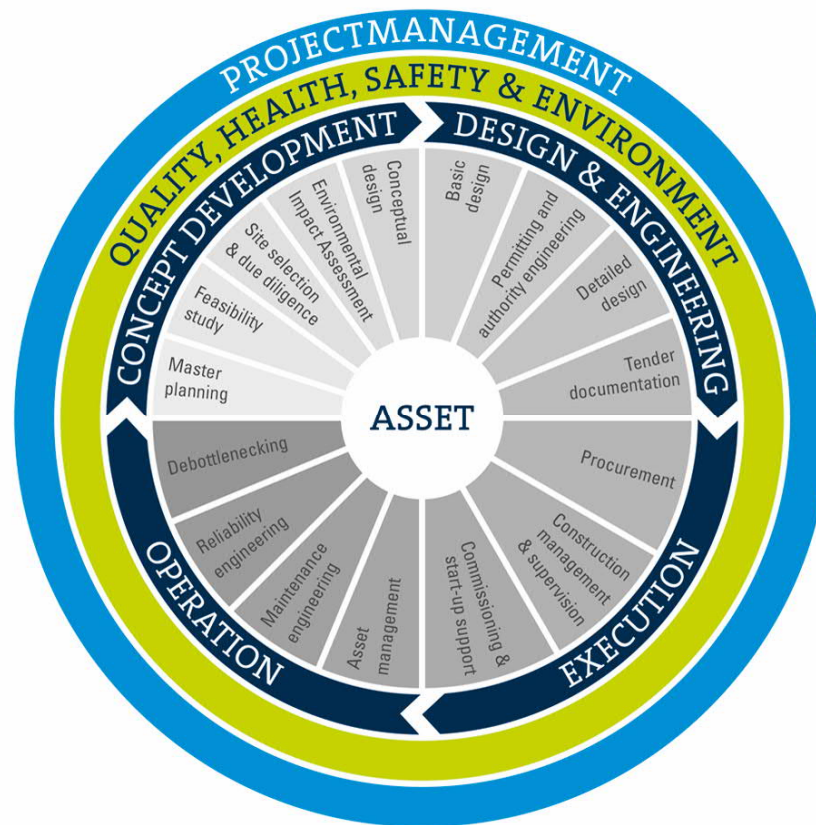 PROJECTMANAGEMENT
QUALITY, HEALTH, SAFETY & ENVIRONMENT
CONCEPT DEVELOPMENT
Master
planning
Feasibility
study
Site selection
& due diligence
Environmental
Impact Assessment
Conceptual
design
DESIGN & ENGINEERING
Basic
design
Permitting and
authority engineering
Detailed
design
Tender
documentation
EXECUTION
Procurement
Construction
management
& supervision
Commissioning &
start-up support
OPERATION
Asset
management
Maintenance
engineering
Reliability
engineering
Debottlenecking
ASSET